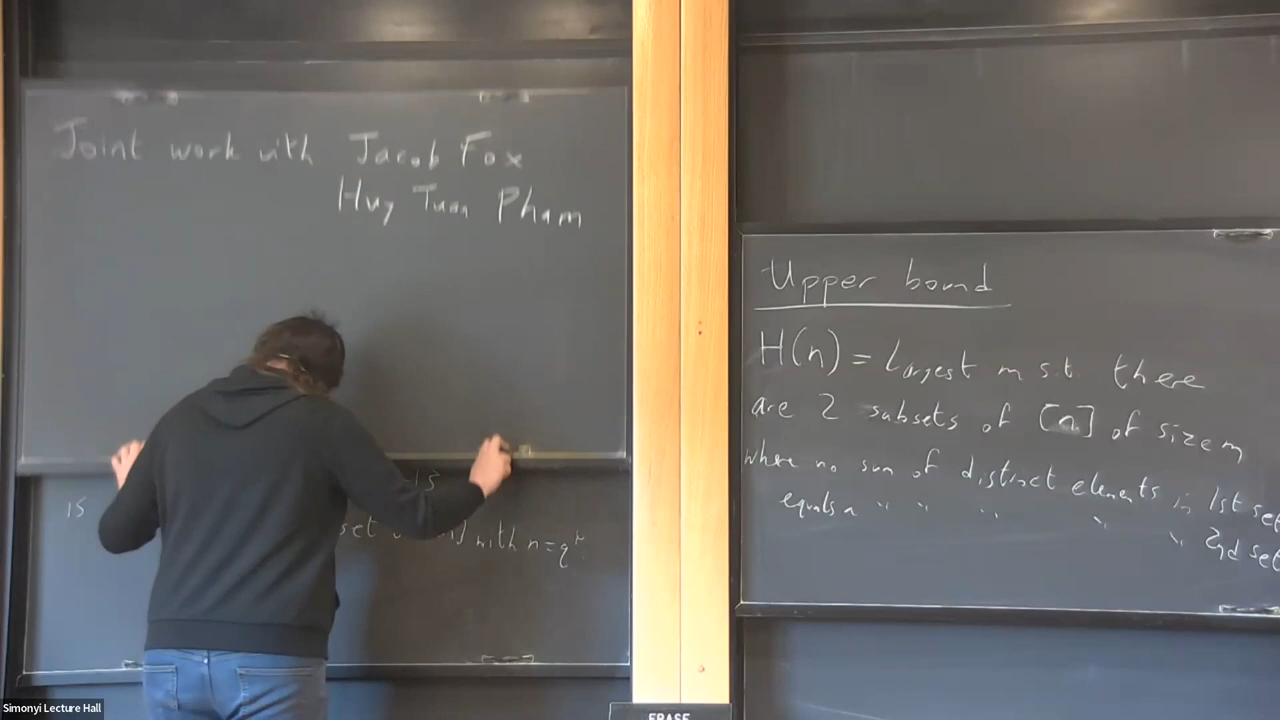 Joint work with Jacob Fox
Huy Tuan Pham
15
is
set with n=q
Upper bound
H(n) = Largest m s.t. there
are 2 subsets of [n] of size m
where no sum of distinct elements in 1st set
equals a " " " " " 2nd set
Simonyi Lecture Hall
ERASE